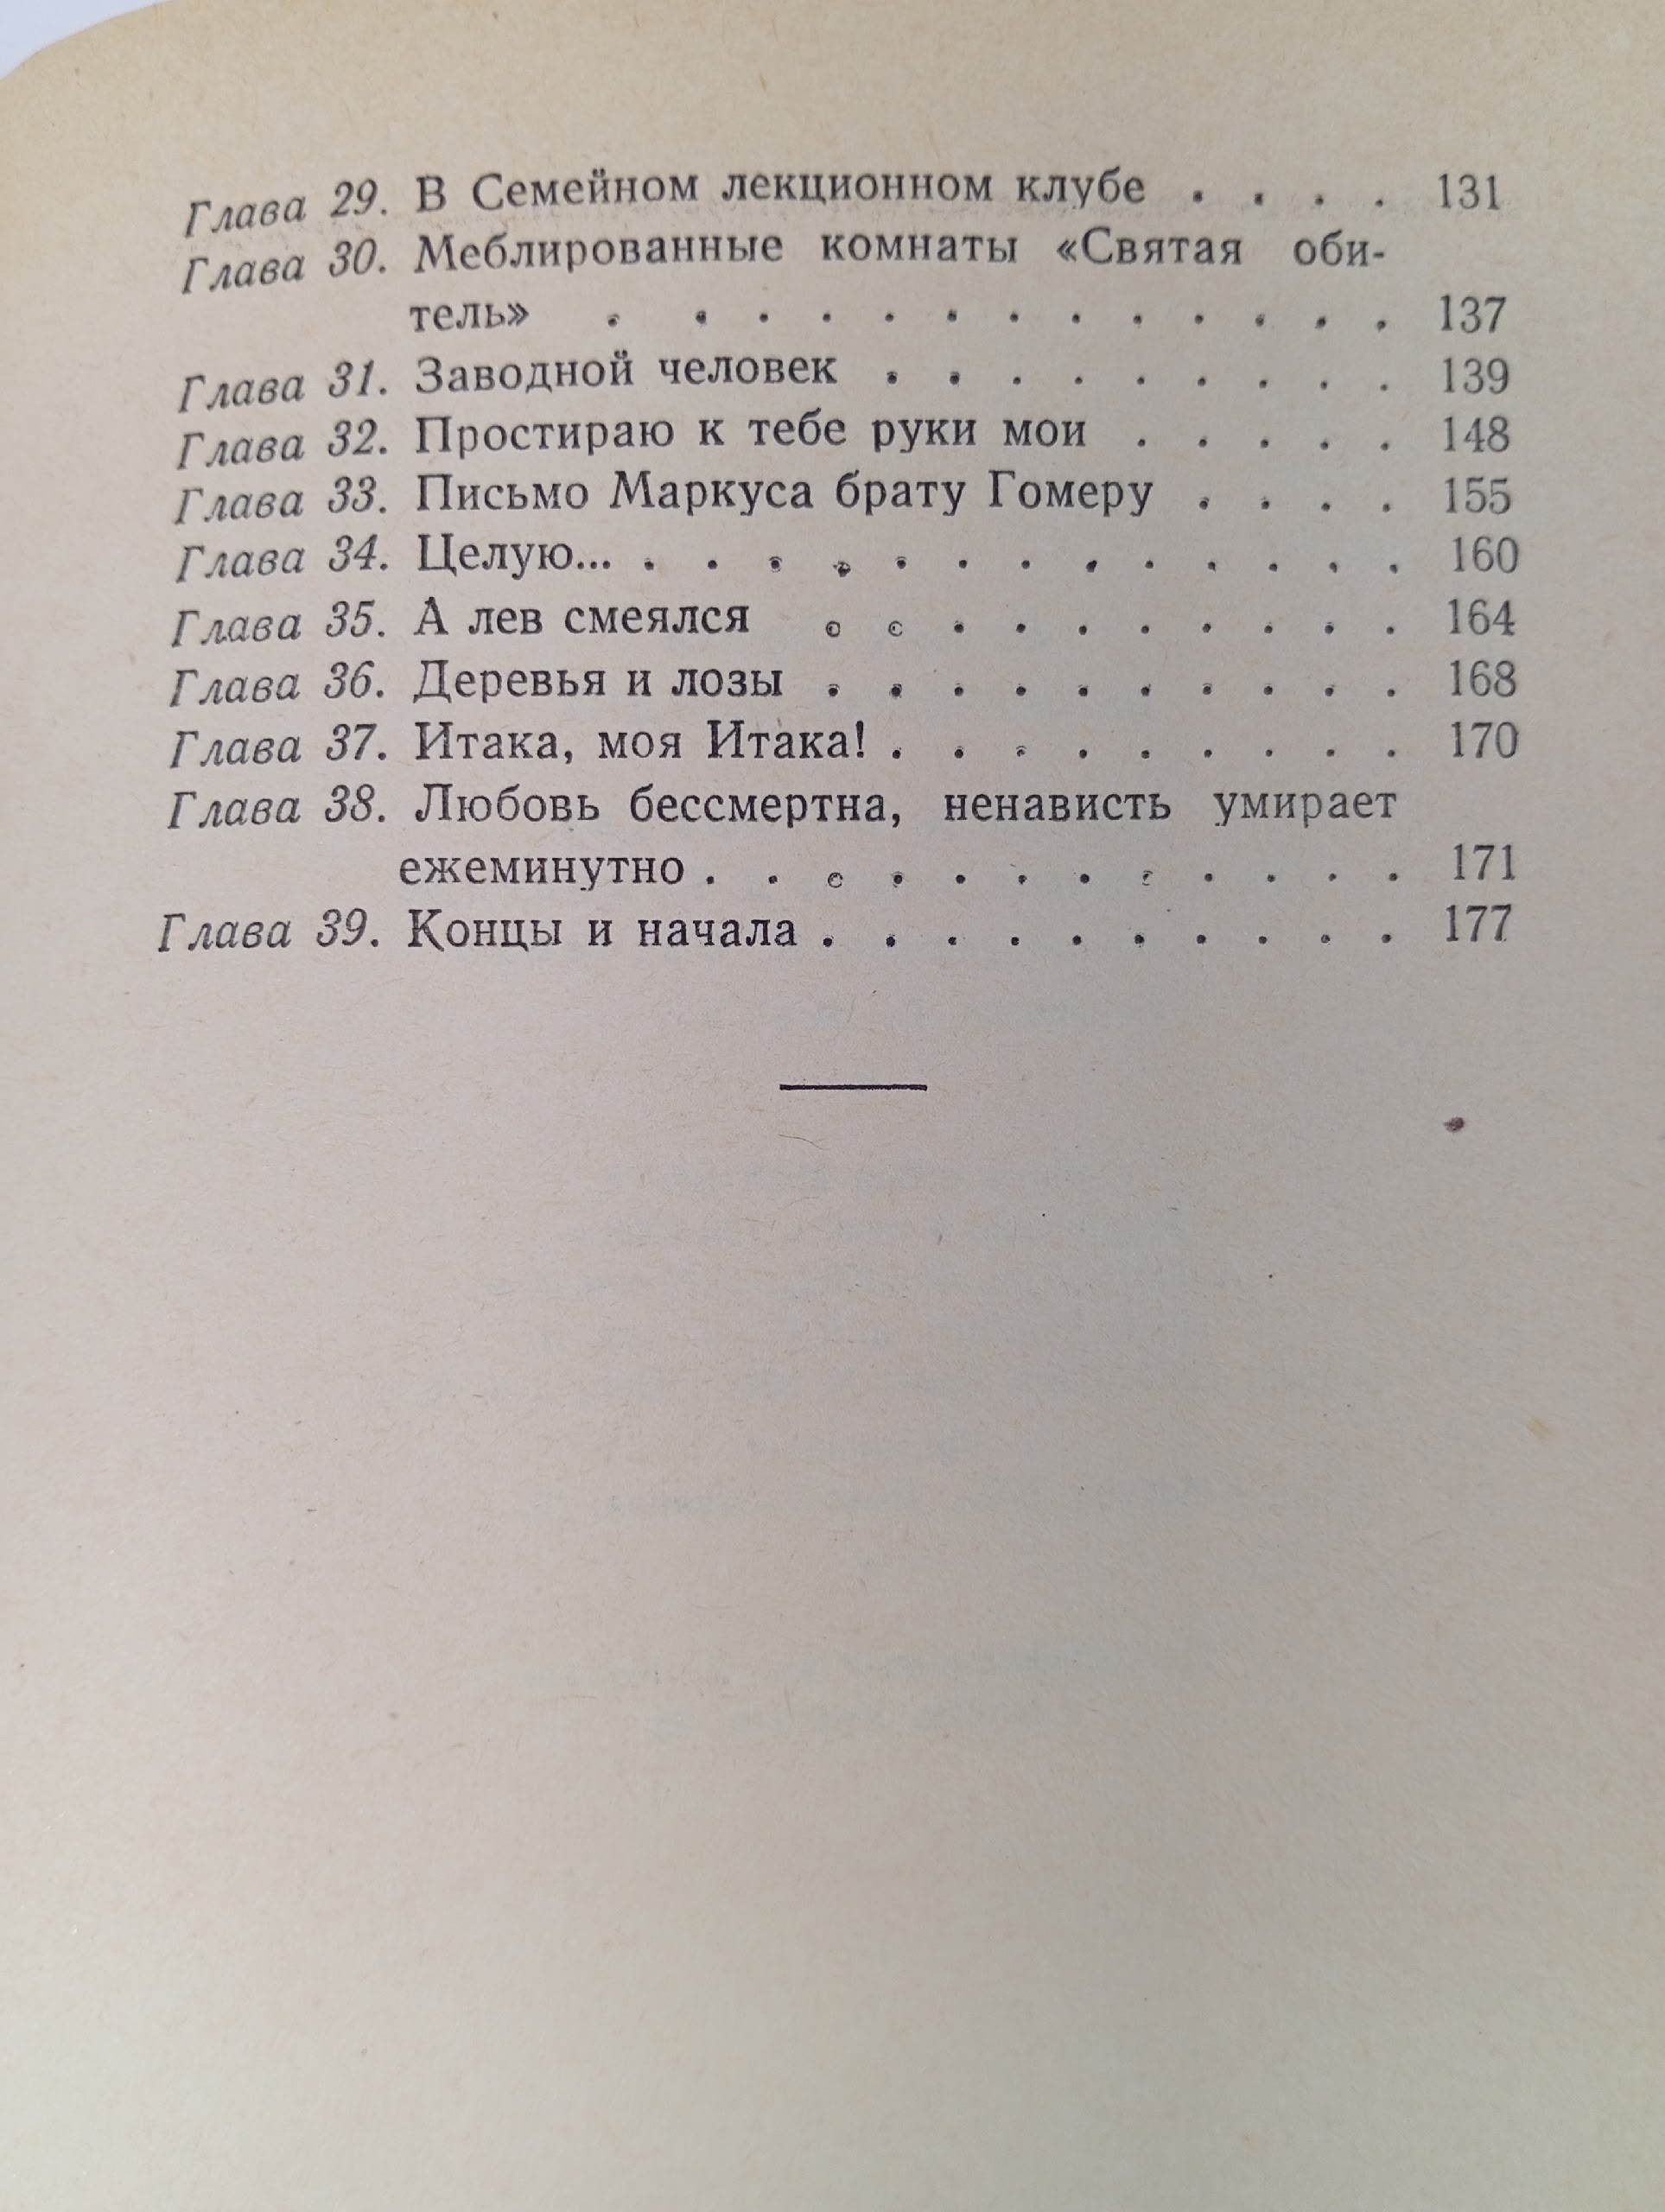 Глава 29. В Семейном лекционном клубе . . . . 131
Глава 30. Меблированные комнаты «Святая оби-
тель» . . . . . . . . . . . . . 137
Глава 31. Заводной человек . . . . . . . . . 139
Глава 32. Простираю к тебе руки мои . . . . . 148
Глава 33. Письмо Маркуса брату Гомеру . . . . 155
Глава 34. Целую... . . . . . . . . . . . . . 160
Глава 35. А лев смеялся . . . . . . . . . . 164
Глава 36. Деревья и лозы . . . . . . . . . . 168
Глава 37. Итака, моя Итака! . . . . . . . . . 170
Глава 38. Любовь бессмертна, ненависть умирает
ежеминутно . . . . . . . . . . . . 171
Глава 39. Концы и начала . . . . . . . . . . 177